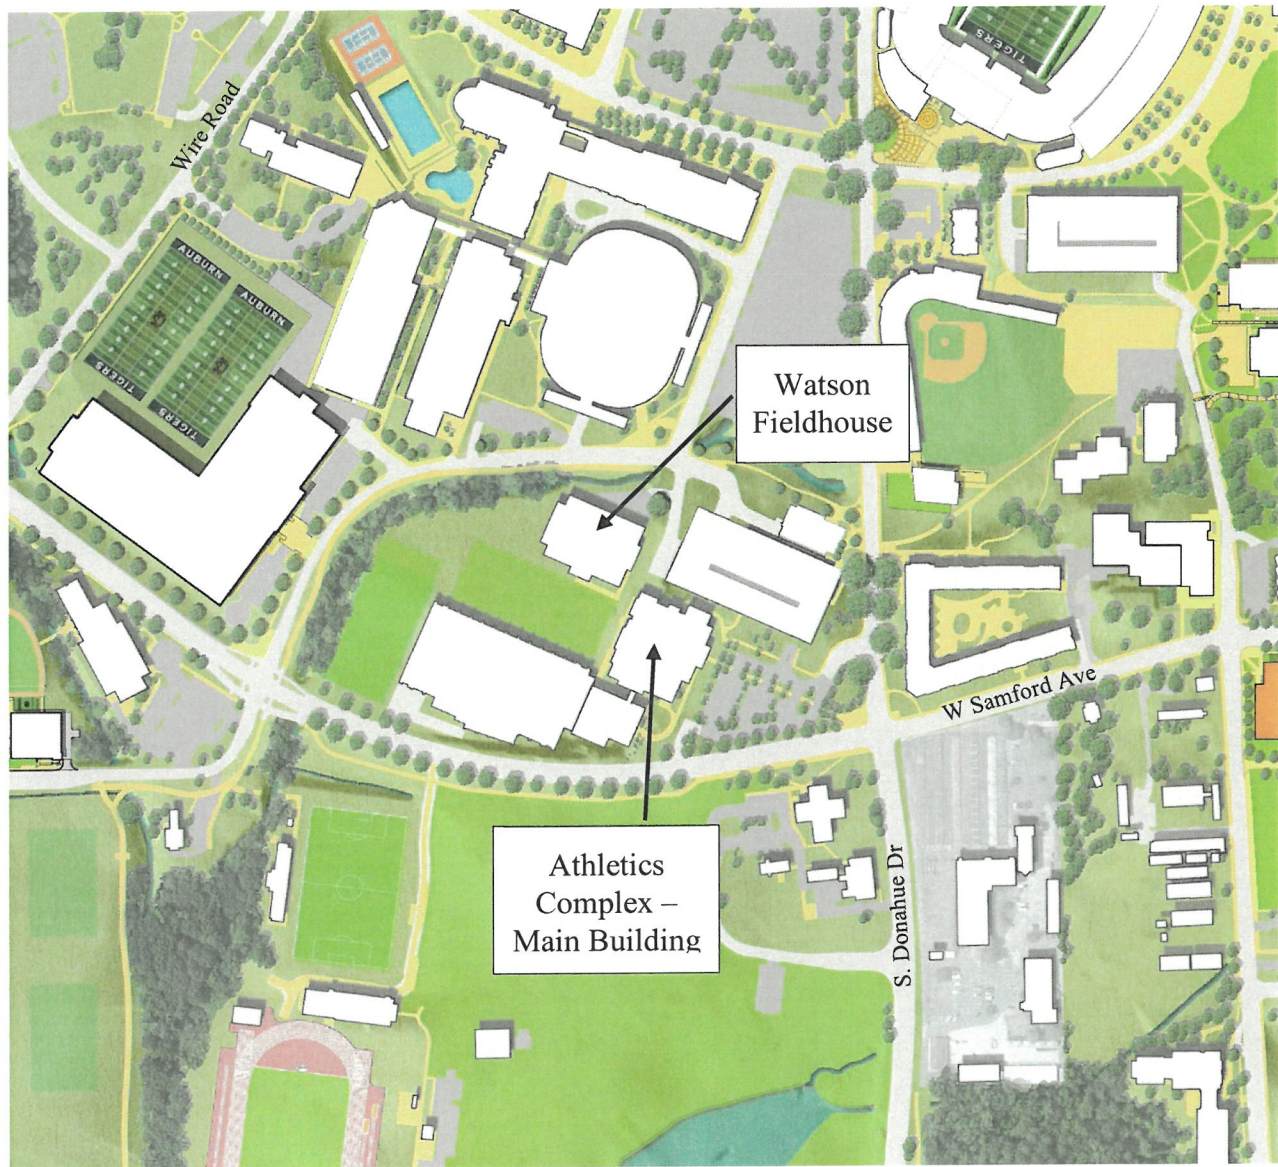 TIGERS
Wire Road
AUBURN
AUBURN
TIGERS
TIGERS
Watson
Fieldhouse
W Samford Ave
Athletics
Complex –
Main Building
S. Donahue Dr